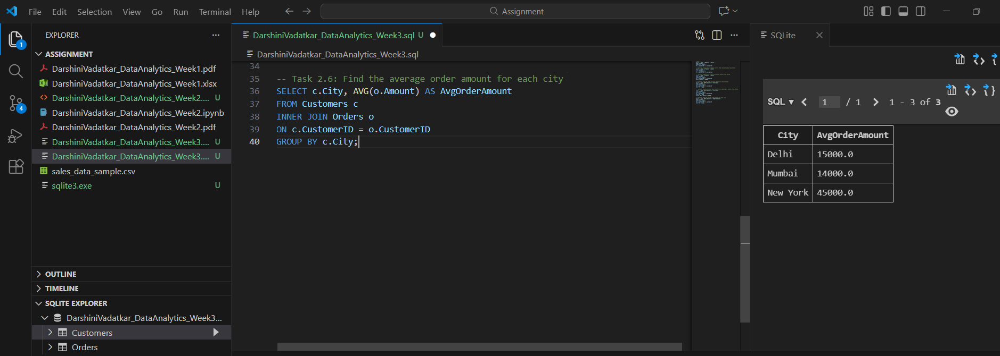 File Edit Selection View Go Run Terminal Help
Assignment
EXPLORER
ASSIGNMENT
DarshiniVadatkar_DataAnalytics_Week1.pdf
DarshiniVadatkar_DataAnalytics_Week1.xlsx
DarshiniVadatkar_DataAnalytics_Week2.... U
DarshiniVadatkar_DataAnalytics_Week2.ipynb
DarshiniVadatkar_DataAnalytics_Week2.pdf
DarshiniVadatkar_DataAnalytics_Week3.... U
DarshiniVadatkar_DataAnalytics_Week3.... U
sales_data_sample.csv
sqlite3.exe U
OUTLINE
TIMELINE
SQLITE EXPLORER
DarshiniVadatkar_DataAnalytics_Week3...
Customers
Orders
1
4
DarshiniVadatkar_DataAnalytics_Week3.sql U
DarshiniVadatkar_DataAnalytics_Week3.sql
34
35 -- Task 2.6: Find the average order amount for each city
36 SELECT c.City, AVG(o.Amount) AS AvgOrderAmount
37 FROM Customers c
38 INNER JOIN Orders o
39 ON c.CustomerID = o.CustomerID
40 GROUP BY c.City;
SQLite
SQL 1 / 1 1 - 3 of 3
City AvgOrderAmount
Delhi 15000.0
Mumbai 14000.0
New York 45000.0